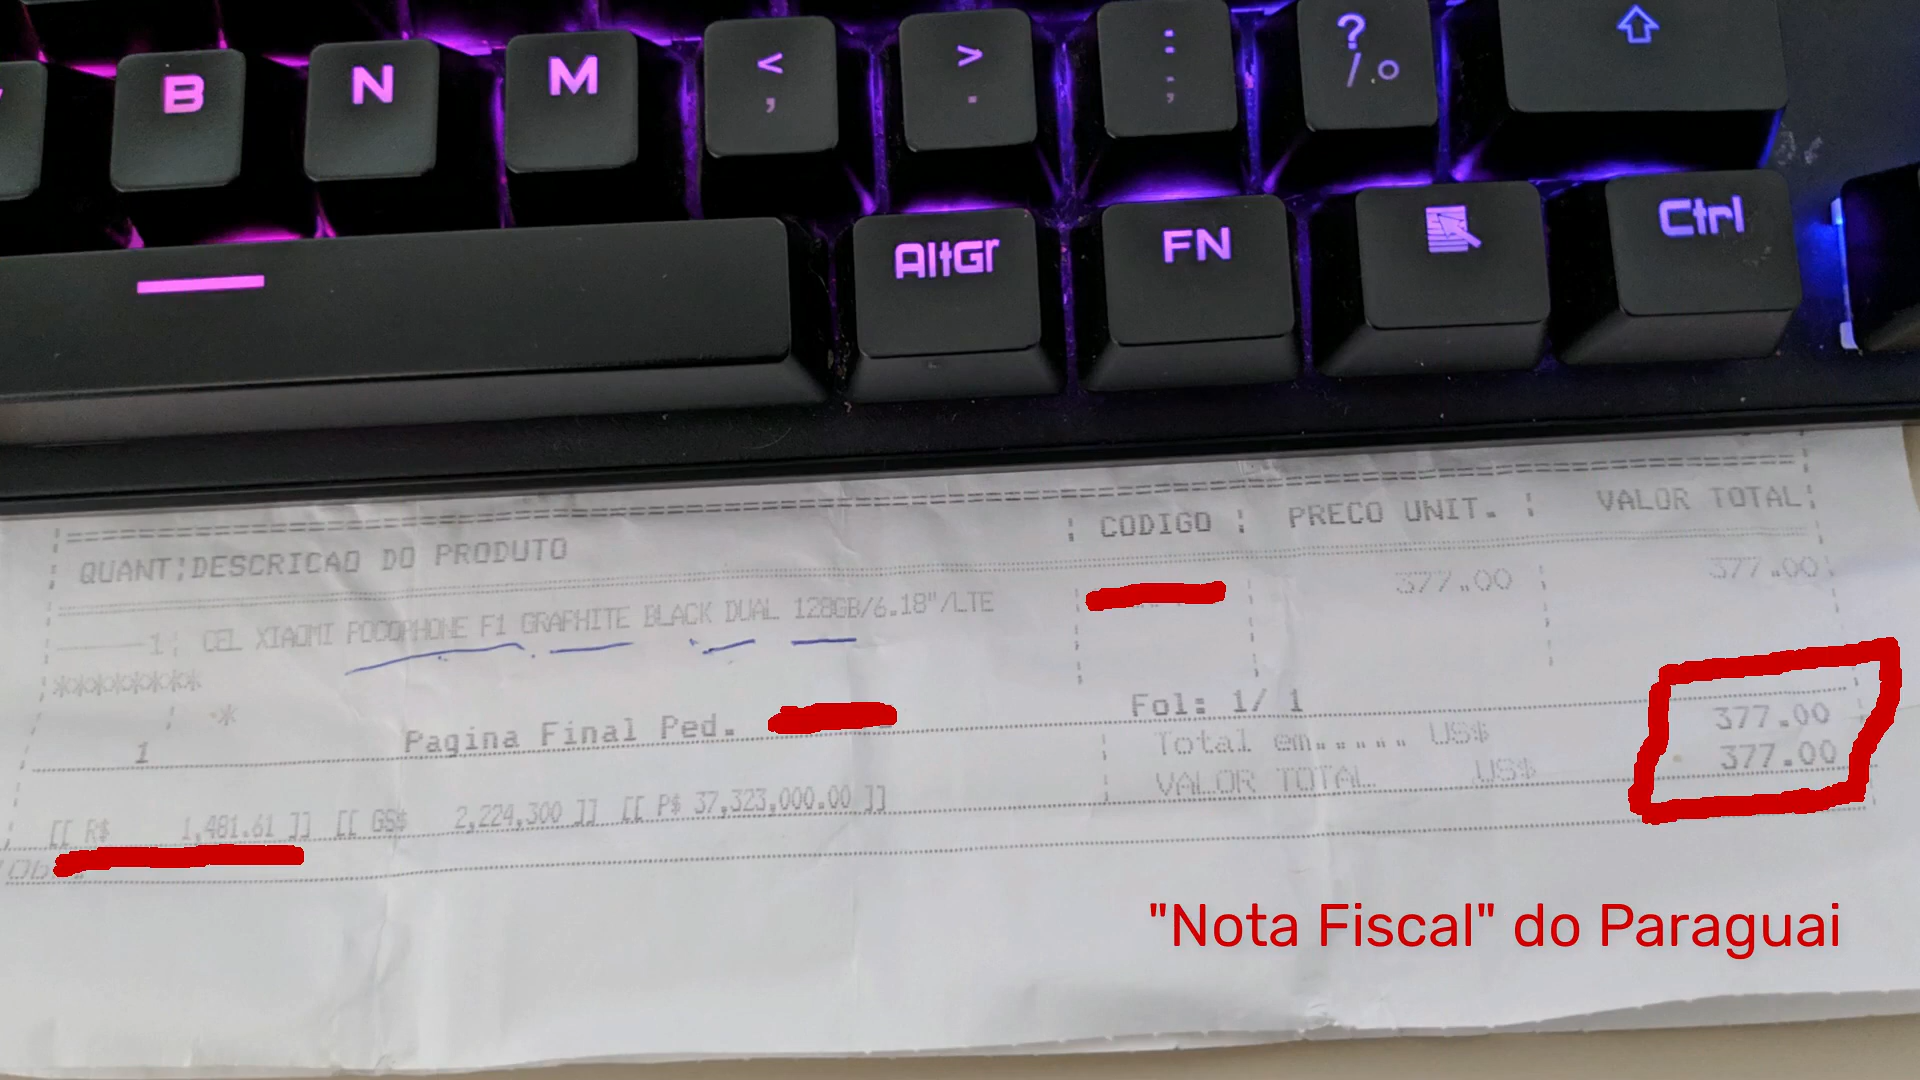 B N M < > : ?
, . . ; / . o
AltGr FN Ctrl
QUANT¦DESCRICAO DO PRODUTO ¦ CODIGO ¦ PRECO UNIT. ¦ VALOR TOTAL¦
1¦ CEL XIAOMI POCOPHONE F1 GRAPHITE BLACK DUAL 128GB/6.18"/LTE 377.00 ¦ 377.00¦
*********
*
1 Pagina Final Ped. Fol: 1/ 1
Total em..... US$ 377.00
VALOR TOTAL US$ 377.00
[[ R$ 1,481.61 ]] [[ GS$ 2,224,300 ]] [[ P$ 37,323,000.00 ]]
"Nota Fiscal" do Paraguai